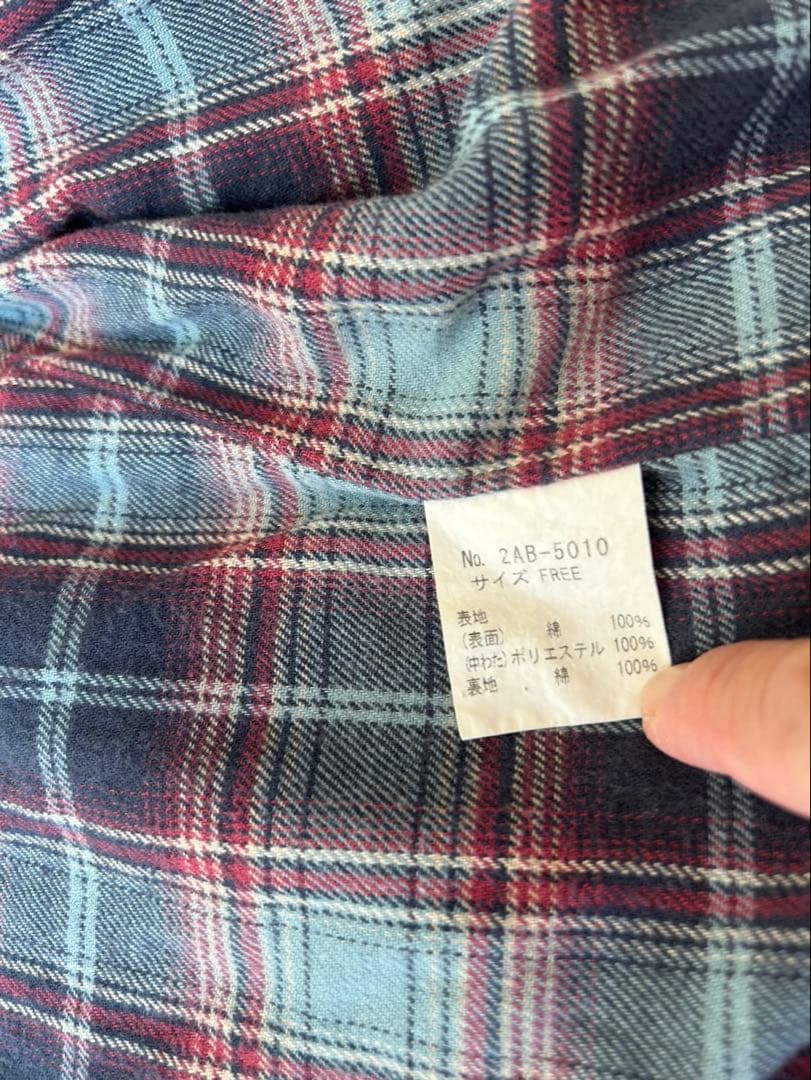 No. 2AB-5010
サイズ FREE
表地
(表面) 綿 100%
(中わた) ポリエステル 100%
裏地 綿 100%